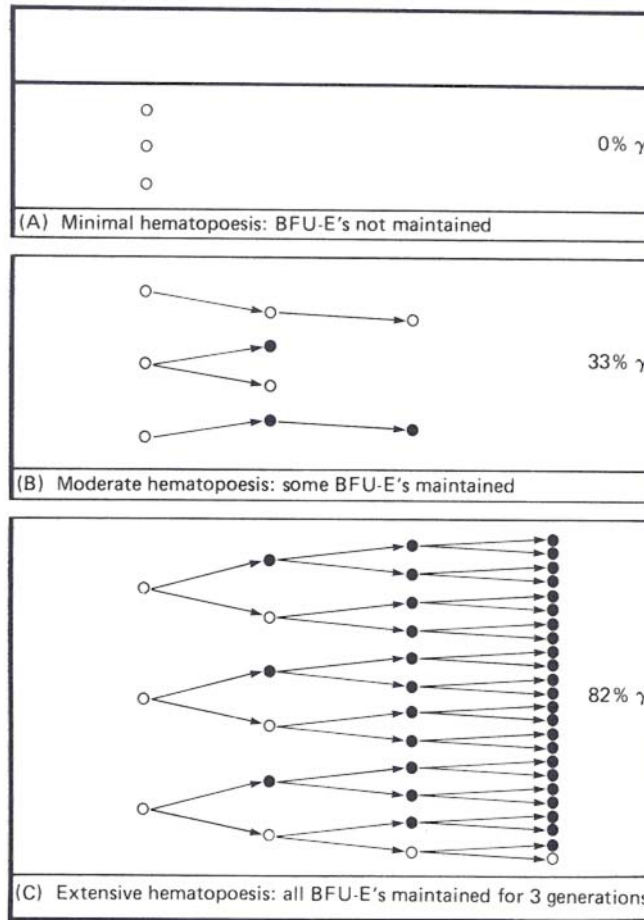 0% γ
(A) Minimal hematopoesis: BFU-E's not maintained
33% γ
(B) Moderate hematopoesis: some BFU-E's maintained
82% γ
(C) Extensive hematopoesis: all BFU-E's maintained for 3 generations